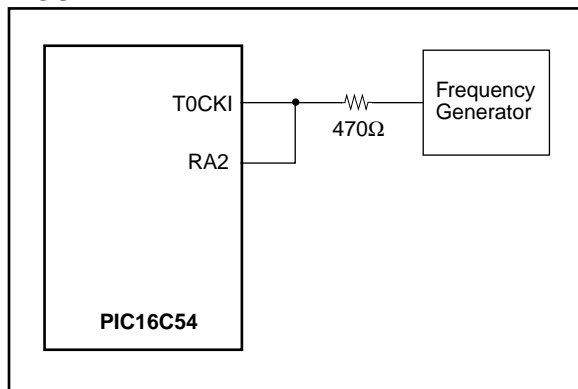 T0CKI
Frequency
Generator
470Ω
RA2
PIC16C54